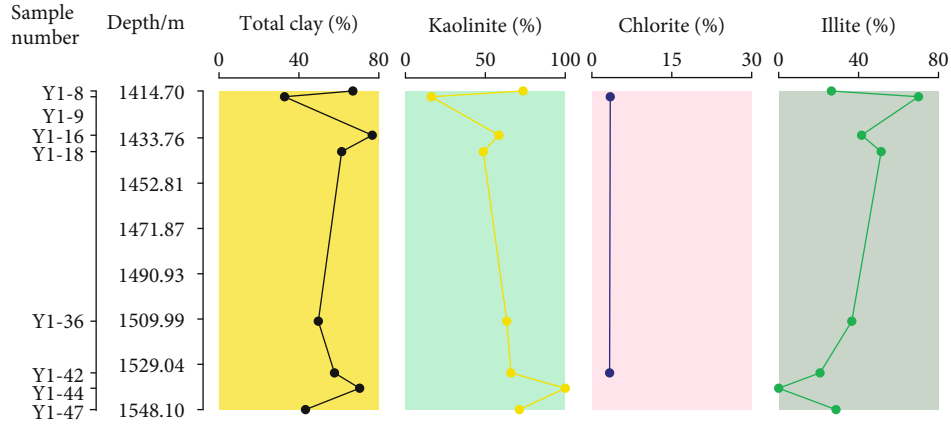 Sample number
Depth/m
Total clay (%)
Kaolinite (%)
Chlorite (%)
Illite (%)
0 40 80
0 50 100
0 15 30
0 40 80
Y1-8
Y1-9
Y1-16
Y1-18
Y1-36
Y1-42
Y1-44
Y1-47
1414.70
1433.76
1452.81
1471.87
1490.93
1509.99
1529.04
1548.10